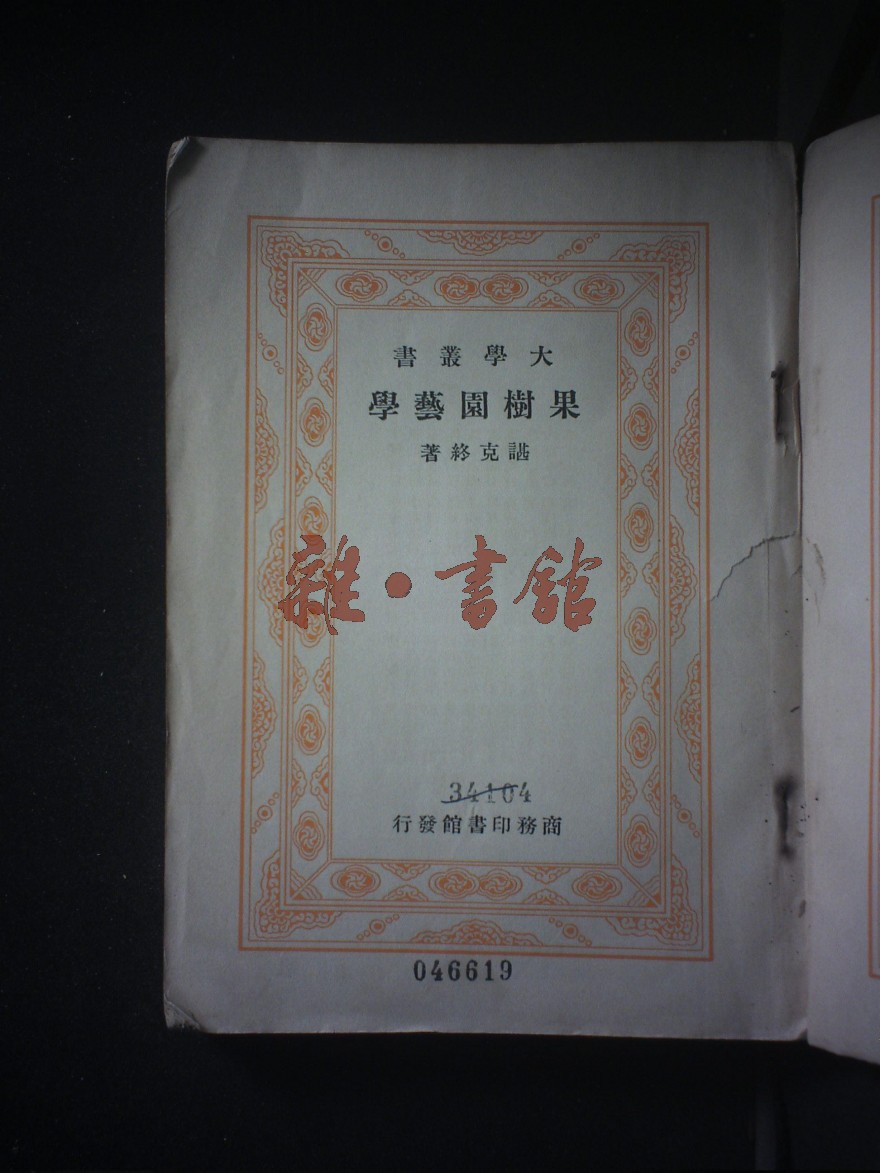 大學叢書
果樹園藝學
諶克終著
雜·書館
34104
商務印書館發行
046619